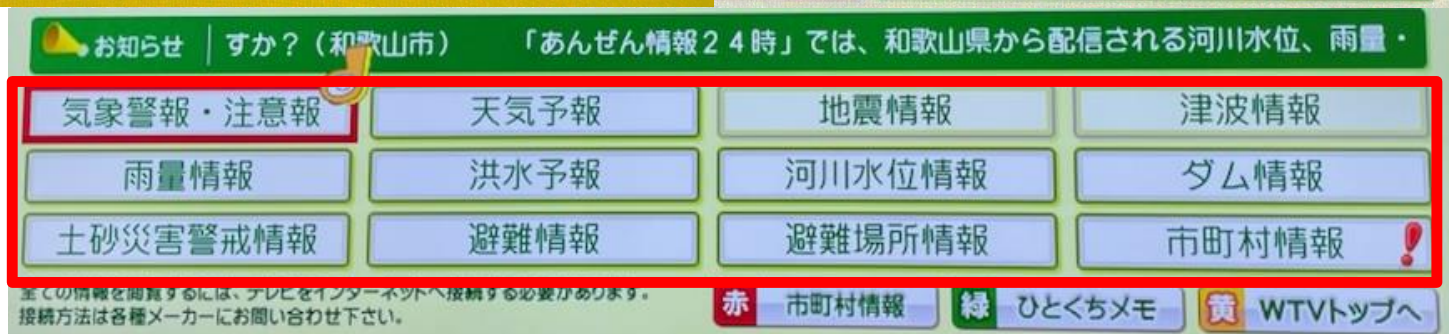 お知らせ すか？（和歌山市） 「あんぜん情報２４時」では、和歌山県から配信される河川水位、雨量・
気象警報・注意報 天気予報 地震情報 津波情報
雨量情報 洪水予報 河川水位情報 ダム情報
土砂災害警戒情報 避難情報 避難場所情報 市町村情報 !
全ての情報を閲覧するには、テレビをインターネットへ接続する必要があります。
接続方法は各種メーカーにお問い合わせ下さい。
赤 市町村情報 緑 ひとくちメモ 黄 WTVトップへ